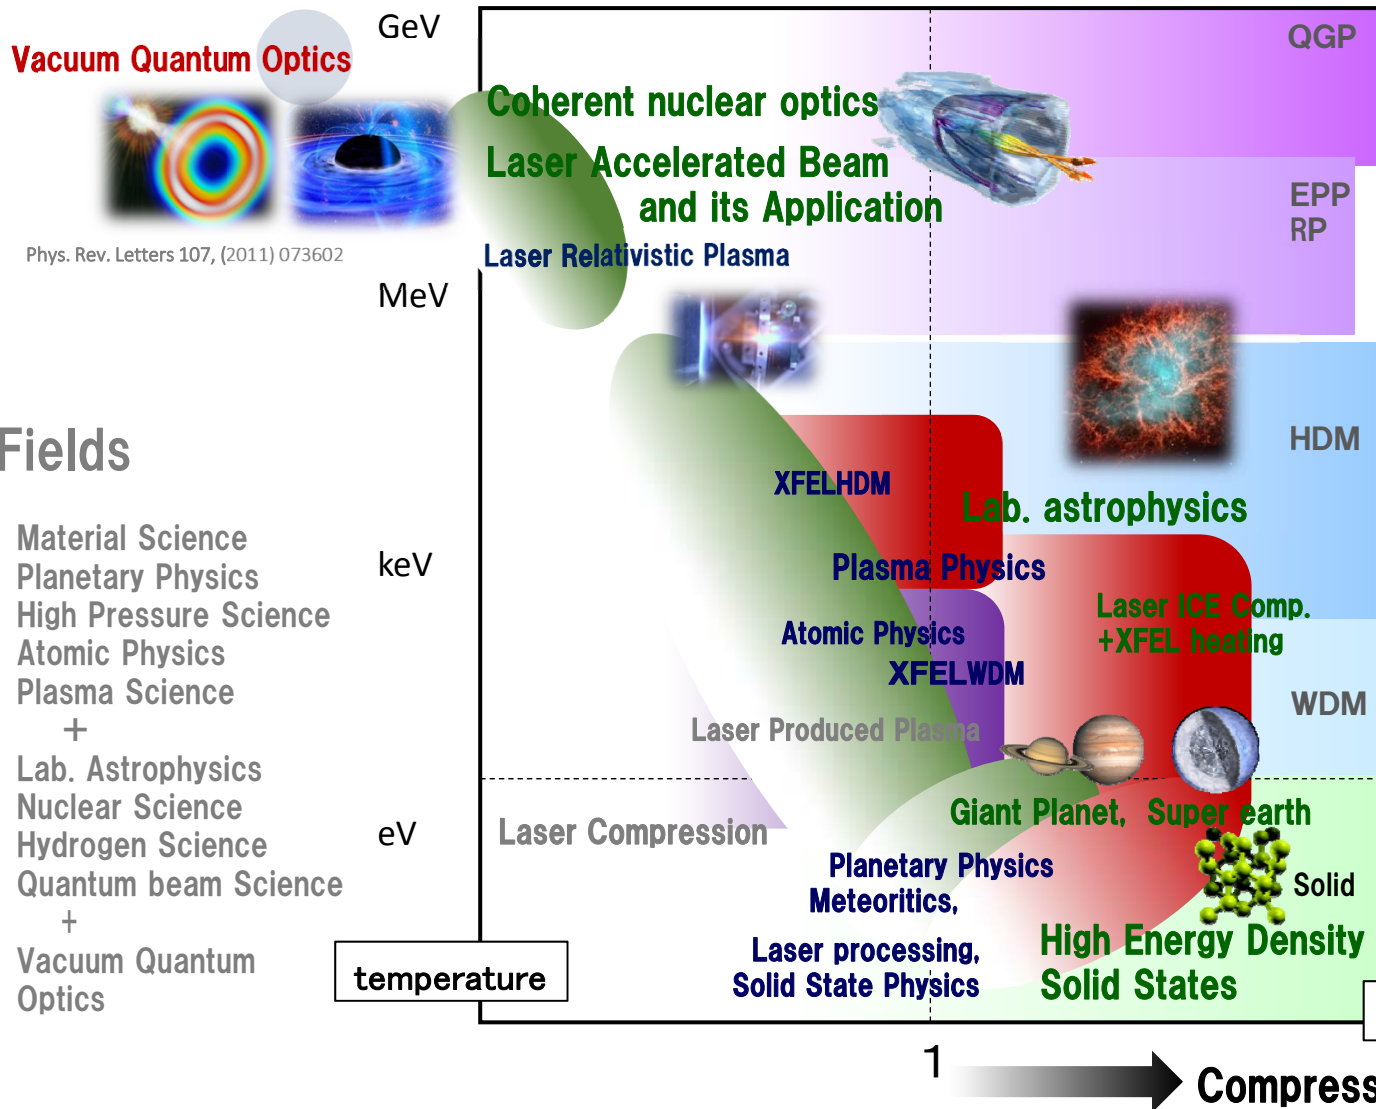 GeV
QGP
Vacuum Quantum Optics
Coherent nuclear optics
Laser Accelerated Beam
and its Application
EPP
RP
Phys. Rev. Letters 107, (2011) 073602
Laser Relativistic Plasma
MeV
Fields
HDM
XFELHDM
Lab. astrophysics
Material Science
Planetary Physics
High Pressure Science
Atomic Physics
Plasma Science
+
Lab. Astrophysics
Nuclear Science
Hydrogen Science
Quantum beam Science
+
Vacuum Quantum
Optics
keV
Plasma Physics
Laser ICE Comp.
+XFEL heating
Atomic Physics
XFELWDM
WDM
Laser Produced Plasma
Giant Planet, Super earth
eV
Laser Compression
Planetary Physics
Meteoritics,
Solid
Laser processing,
Solid State Physics
High Energy Density
Solid States
temperature
1
Compress